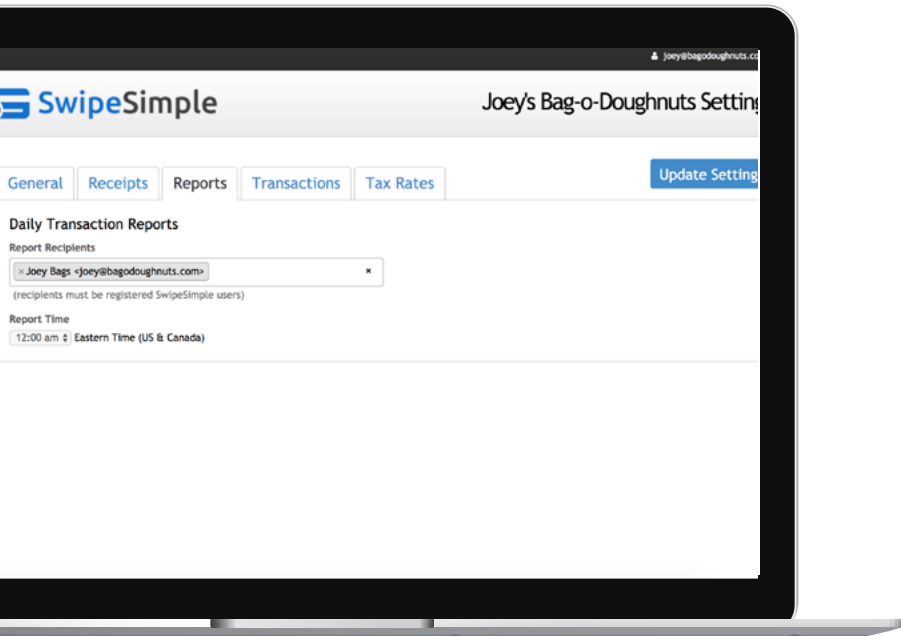 joey@bagodoughnuts.co
SwipeSimple
Joey's Bag-o-Doughnuts Setting
General Receipts Reports Transactions Tax Rates
Update Setting
Daily Transaction Reports
Report Recipients
× Joey Bags <joey@bagodoughnuts.com> ×
(recipients must be registered SwipeSimple users)
Report Time
12:00 am Eastern Time (US & Canada)